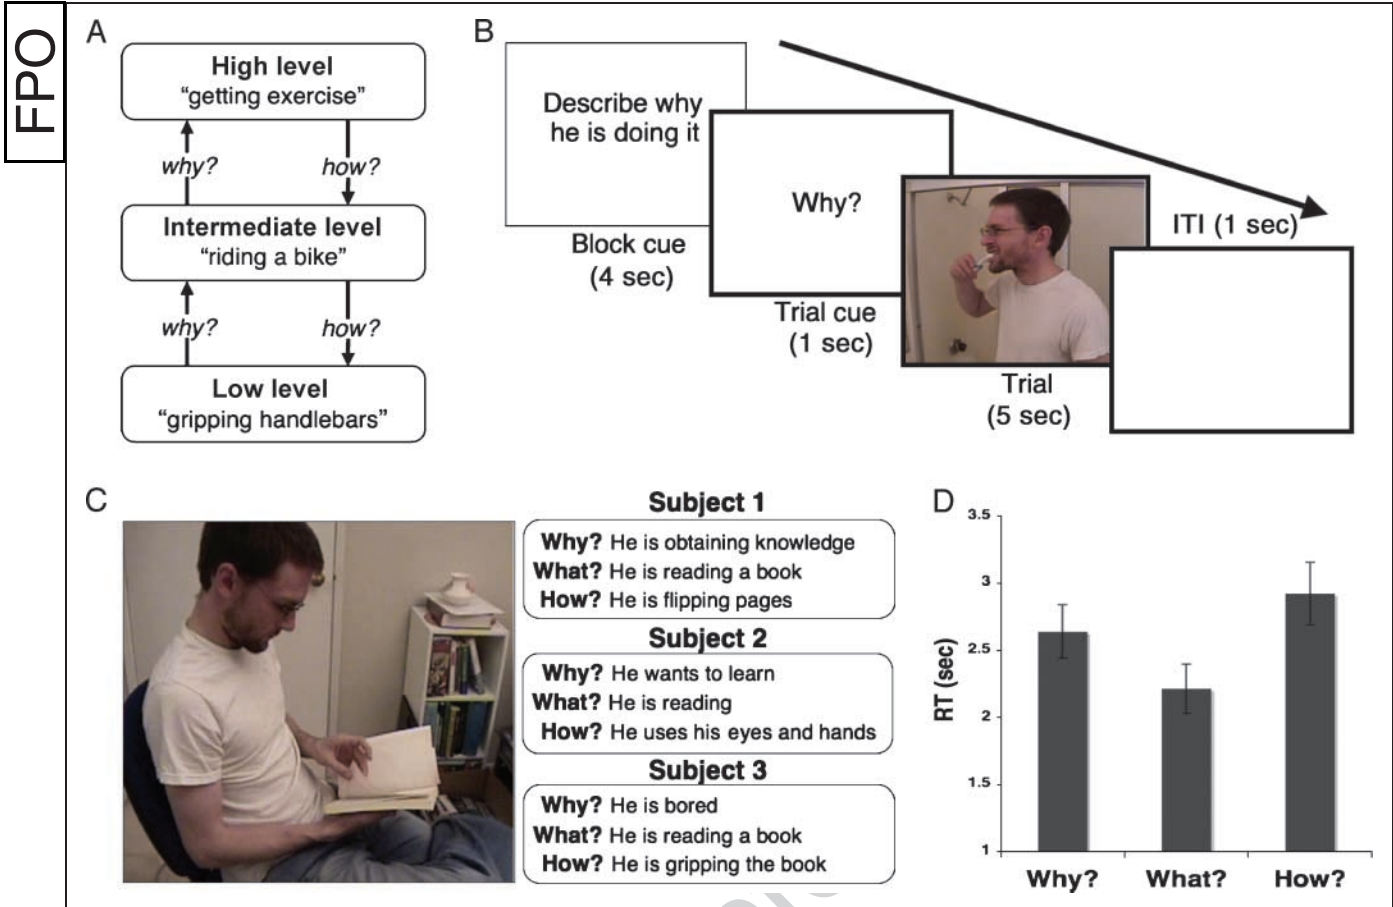 FPO
A
High level
“getting exercise”
why?
how?
Intermediate level
“riding a bike”
why?
how?
Low level
“gripping handlebars”
B
Describe why
he is doing it
Block cue
(4 sec)
Why?
Trial cue
(1 sec)
Trial
(5 sec)
ITI (1 sec)
C
Subject 1
Why? He is obtaining knowledge
What? He is reading a book
How? He is flipping pages
Subject 2
Why? He wants to learn
What? He is reading
How? He uses his eyes and hands
Subject 3
Why? He is bored
What? He is reading a book
How? He is gripping the book
D
RT (sec)
3.5
3
2.5
2
1.5
1
Why? What? How?